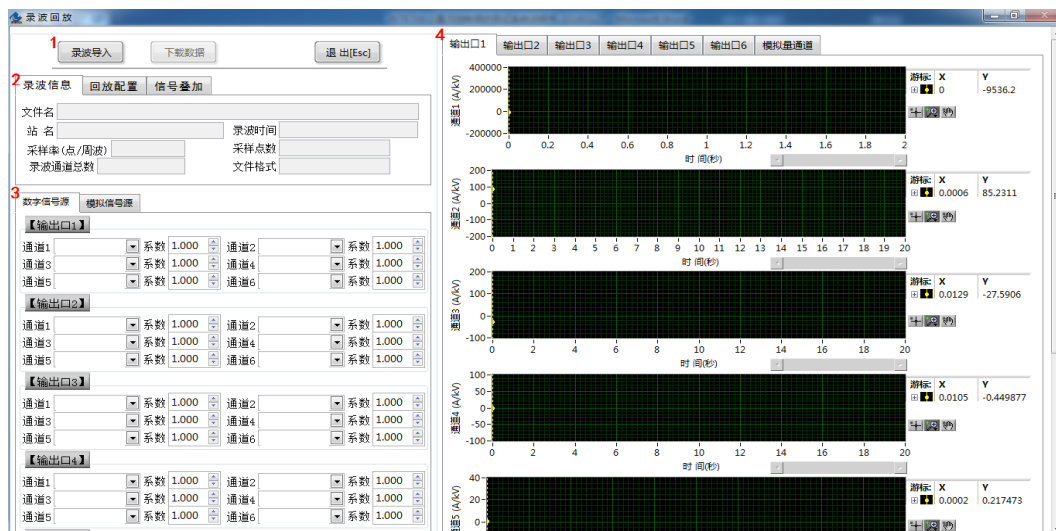 录波回放
1 录波导入 下载数据 退 出[Esc]
2 录波信息 回放配置 信号叠加
文件名
站 名 录波时间
采样率(点/周波) 采样点数
录波通道总数 文件格式
3 数字信号源 模拟信号源
【输出口1】
通道1 系数 1.000 通道2 系数 1.000
通道3 系数 1.000 通道4 系数 1.000
通道5 系数 1.000 通道6 系数 1.000
【输出口2】
通道1 系数 1.000 通道2 系数 1.000
通道3 系数 1.000 通道4 系数 1.000
通道5 系数 1.000 通道6 系数 1.000
【输出口3】
通道1 系数 1.000 通道2 系数 1.000
通道3 系数 1.000 通道4 系数 1.000
通道5 系数 1.000 通道6 系数 1.000
【输出口4】
通道1 系数 1.000 通道2 系数 1.000
通道3 系数 1.000 通道4 系数 1.000
通道5 系数 1.000 通道6 系数 1.000
4 输出口1 输出口2 输出口3 输出口4 输出口5 输出口6 模拟量通道
通道1 (A/kV)
400000
200000
0
-200000
0 0.2 0.4 0.6 0.8 1 1.2 1.4 1.6 1.8 2
时 间(秒)
游标: X Y
0 -9536.2
通道2 (A/kV)
200
100
0
-100
-200
0 1 2 3 4 5 6 7 8 9 10 11 12 13 14 15 16 17 18 19 20
时 间(秒)
游标: X Y
0.0006 85.2311
通道3 (A/kV)
200
100
0
-100
0 2 4 6 8 10 12 14 16 18 20
时 间(秒)
游标: X Y
0.0129 -27.5906
通道4 (A/kV)
100
50
0
-50
-100
0 2 4 6 8 10 12 14 16 18 20
时 间(秒)
游标: X Y
0.0105 -0.449877
通道5 (A/kV)
40
20
0
游标: X Y
0.0002 0.217473